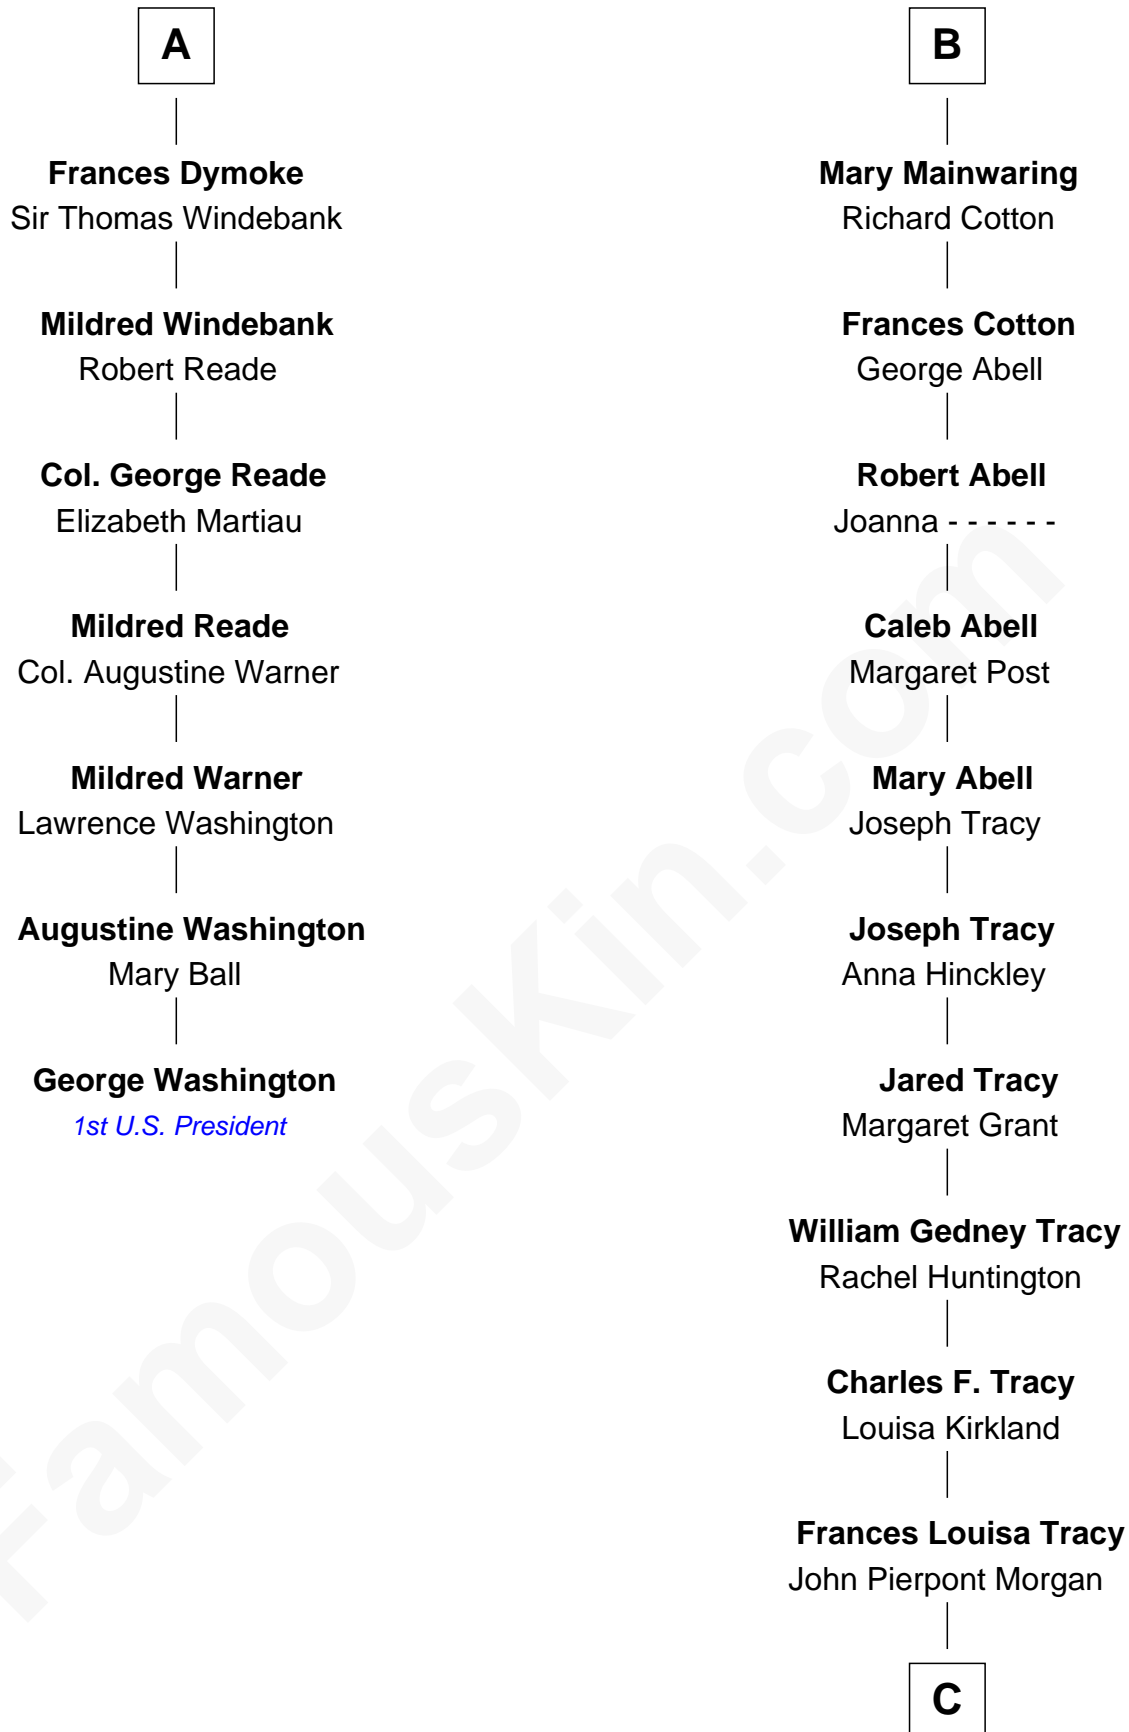 A
Frances Dymoke
Sir Thomas Windebank
Mildred Windebank
Robert Reade
Col. George Reade
Elizabeth Martiau
Mildred Reade
Col. Augustine Warner
Mildred Warner
Lawrence Washington
Augustine Washington
Mary Ball
George Washington
1st U.S. President
B
Mary Mainwaring
Richard Cotton
Frances Cotton
George Abell
Robert Abell
Joanna - - - - - -
Caleb Abell
Margaret Post
Mary Abell
Joseph Tracy
Joseph Tracy
Anna Hinckley
Jared Tracy
Margaret Grant
William Gedney Tracy
Rachel Huntington
Charles F. Tracy
Louisa Kirkland
Frances Louisa Tracy
John Pierpont Morgan
C
FamousKin.com